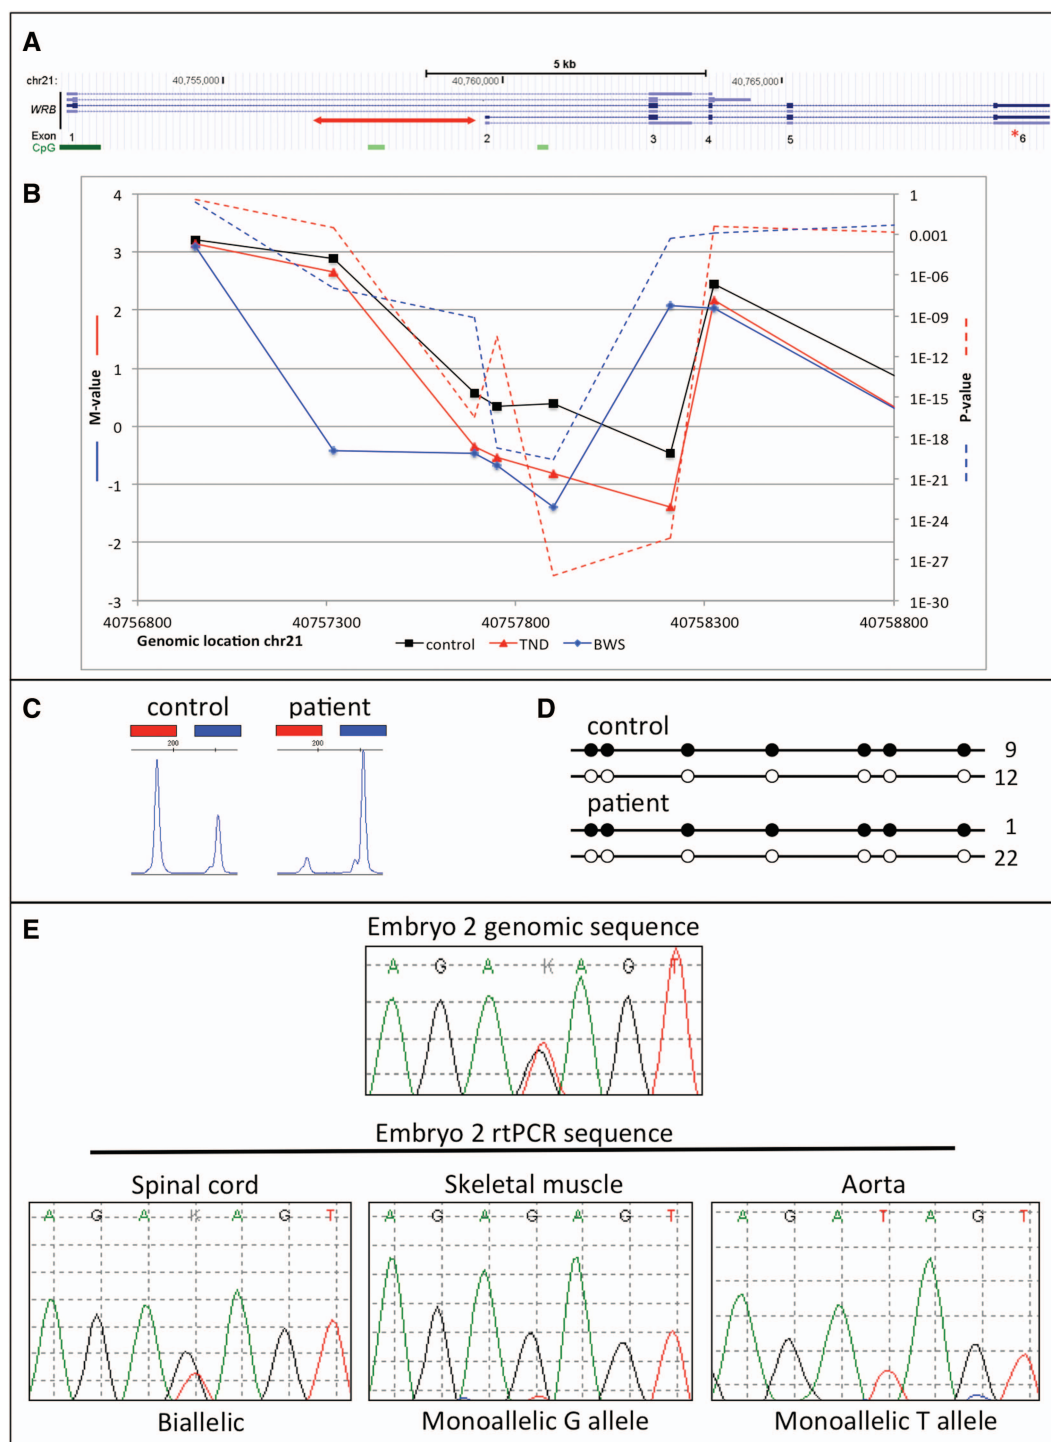 A
5 kb
chr21:
40,755,000
40,760,000
40,765,000
WRB
Exon 1 2 3 4 5 * 6
CpG
B
4
3
2
1
0
-1
-2
-3
M-value
1
0.001
1E-06
1E-09
1E-12
1E-15
1E-18
1E-21
1E-24
1E-27
1E-30
P-value
40756800 40757300 40757800 40758300 40758800
Genomic location chr21
control TND BWS
C
control patient
200 200
D
control
9
12
patient
1
22
E
Embryo 2 genomic sequence
A G A K A G T
Embryo 2 rtPCR sequence
Spinal cord Skeletal muscle Aorta
A G A K A G T A G A G A G T A G A T A G T
Biallelic Monoallelic G allele Monoallelic T allele